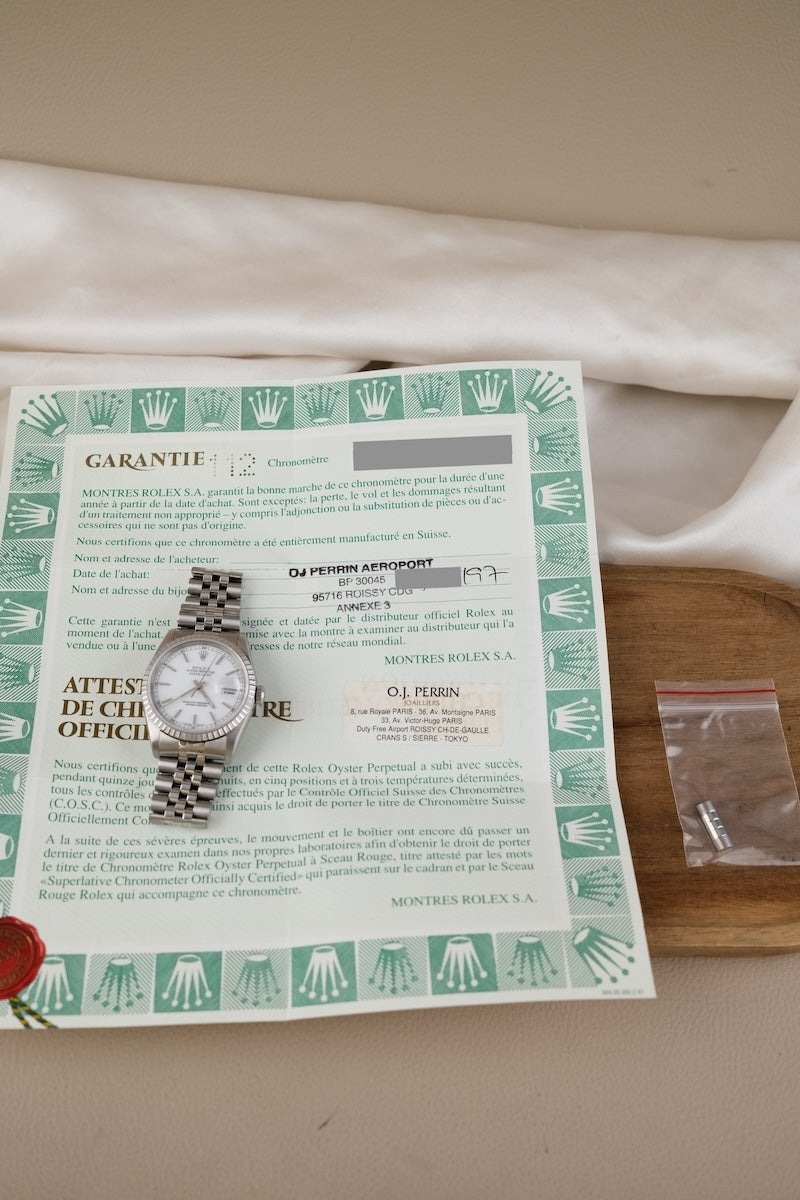 GARANTIE 112 Chronomètre
MONTRES ROLEX S.A. garantit la bonne marche de ce chronomètre pour la durée d'une
année à partir de la date d'achat. Sont exceptés: la perte, le vol et les dommages résultant
d'un traitement non approprié – y compris l'adjonction ou la substitution de pièces ou d'ac-
cessoires qui ne sont pas d'origine.
Nous certifions que ce chronomètre a été entièrement manufacturé en Suisse.
Nom et adresse de l'acheteur:
Date de l'achat: /97
Nom et adresse du bijo
OJ PERRIN AEROPORT
BP 30045
95716 ROISSY CDG
ANNEXE 3
Cette garantie n'est signée et datée par le distributeur officiel Rolex au
moment de l'achat. emise avec la montre à examiner au distributeur qui l'a
vendue ou à l'une resses de notre réseau mondial.
MONTRES ROLEX S.A.
ATTEST
DE CH TRE
OFFICI
O.J. PERRIN
JOAILLIERS
8, rue Royale PARIS - 36, Av. Montaigne PARIS
33, Av. Victor-Hugo PARIS
Duty Free Airport ROISSY CH-DE-GAULLE
CRANS S / SIERRE - TOKYO
Nous certifions que ent de cette Rolex Oyster Perpetual a subi avec succès,
pendant quinze jou nuits, en cinq positions et à trois températures déterminées,
tous les contrôles effectués par le Contrôle Officiel Suisse des Chronomètres
(C.O.S.C.). Ce mo ainsi acquis le droit de porter le titre de Chronomètre Suisse
Officiellement Co
A la suite de ces sévères épreuves, le mouvement et le boîtier ont encore dû passer un
dernier et rigoureux examen dans nos propres laboratoires afin d'obtenir le droit de porter
le titre de Chronomètre Rolex Oyster Perpetual à Sceau Rouge, titre attesté par les mots
«Superlative Chronometer Officially Certified» qui paraissent sur le cadran et par le Sceau
Rouge Rolex qui accompagne ce chronomètre.
MONTRES ROLEX S.A.